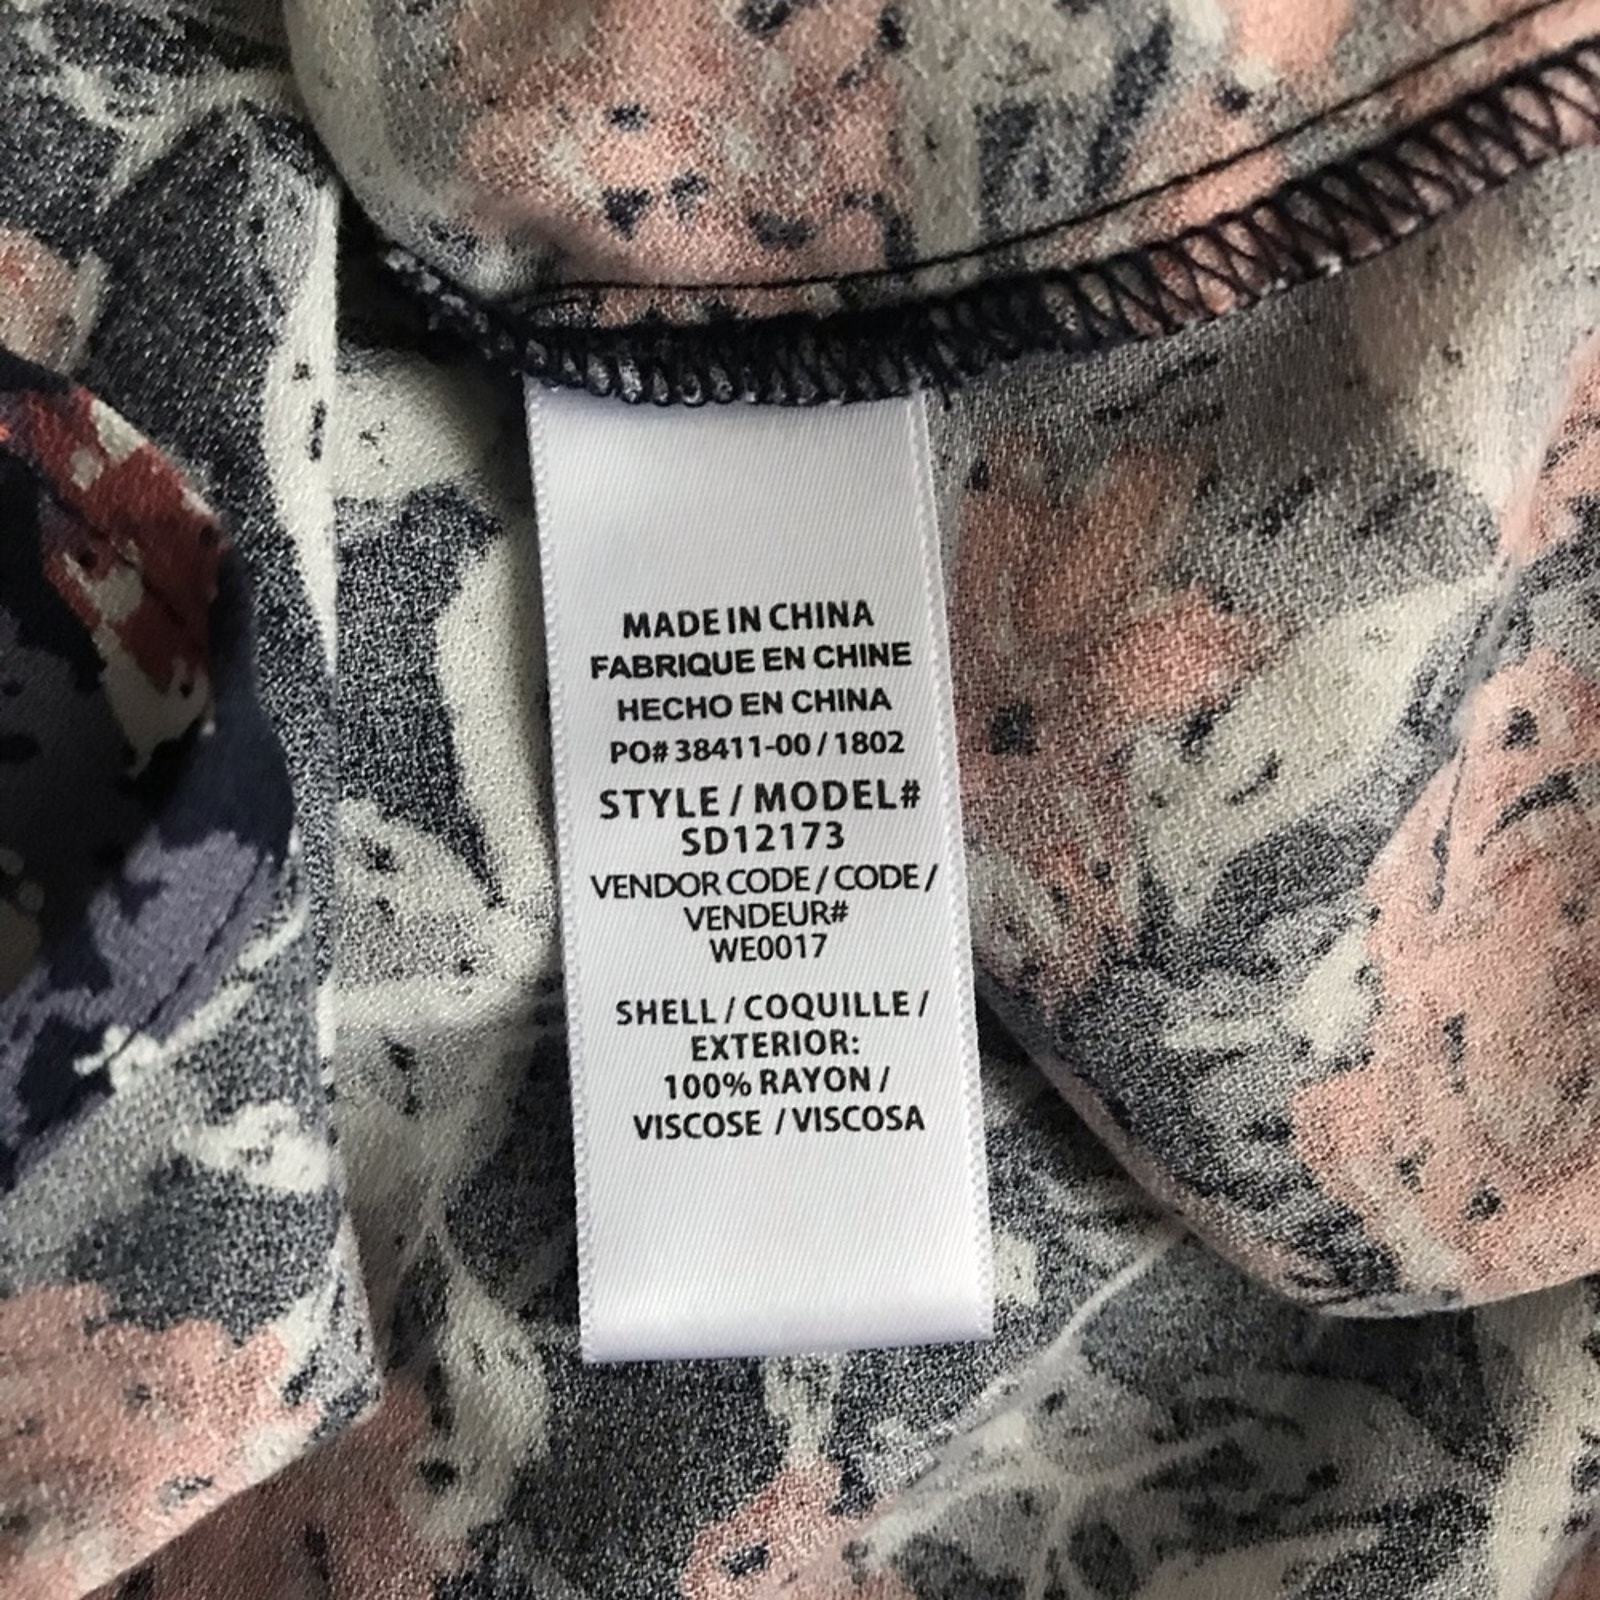 MADE IN CHINA
FABRIQUE EN CHINE
HECHO EN CHINA
PO# 38411-00 / 1802
STYLE / MODEL#
SD12173
VENDOR CODE / CODE /
VENDEUR#
WE0017
SHELL / COQUILLE /
EXTERIOR:
100% RAYON /
VISCOSE / VISCOSA